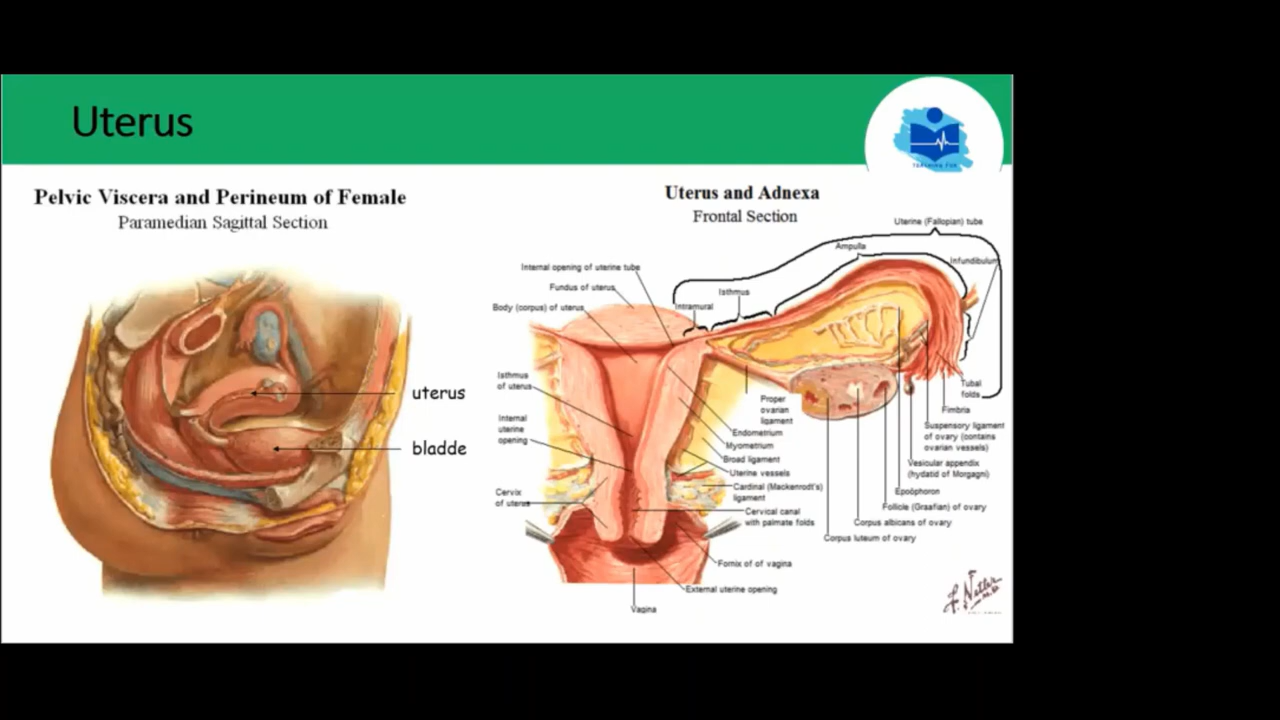 Uterus
TEACHING FOR
Pelvic Viscera and Perineum of Female
Paramedian Sagittal Section
uterus
bladde
Uterus and Adnexa
Frontal Section
Uterine (Fallopian) tube
Ampulla
Infundibulum
Internal opening of uterine tube
Isthmus
Fundus of uterus
Intramural
Body (corpus) of uterus
Isthmus
of uterus
Internal
uterine
opening
Cervix
of uterus
Proper
ovarian
ligament
Endometrium
Myometrium
Broad ligament
Uterine vessels
Cardinal (Mackenrodt's)
ligament
Cervical canal
with palmate folds
Fornix of of vagina
External uterine opening
Vagina
Tubal
folds
Fimbria
Suspensory ligament
of ovary (contains
ovarian vessels)
Vesicular appendix
(hydatid of Morgagni)
Epoöphoron
Follicle (Graafian) of ovary
Corpus albicans of ovary
Corpus luteum of ovary
F. Netter
M.D.